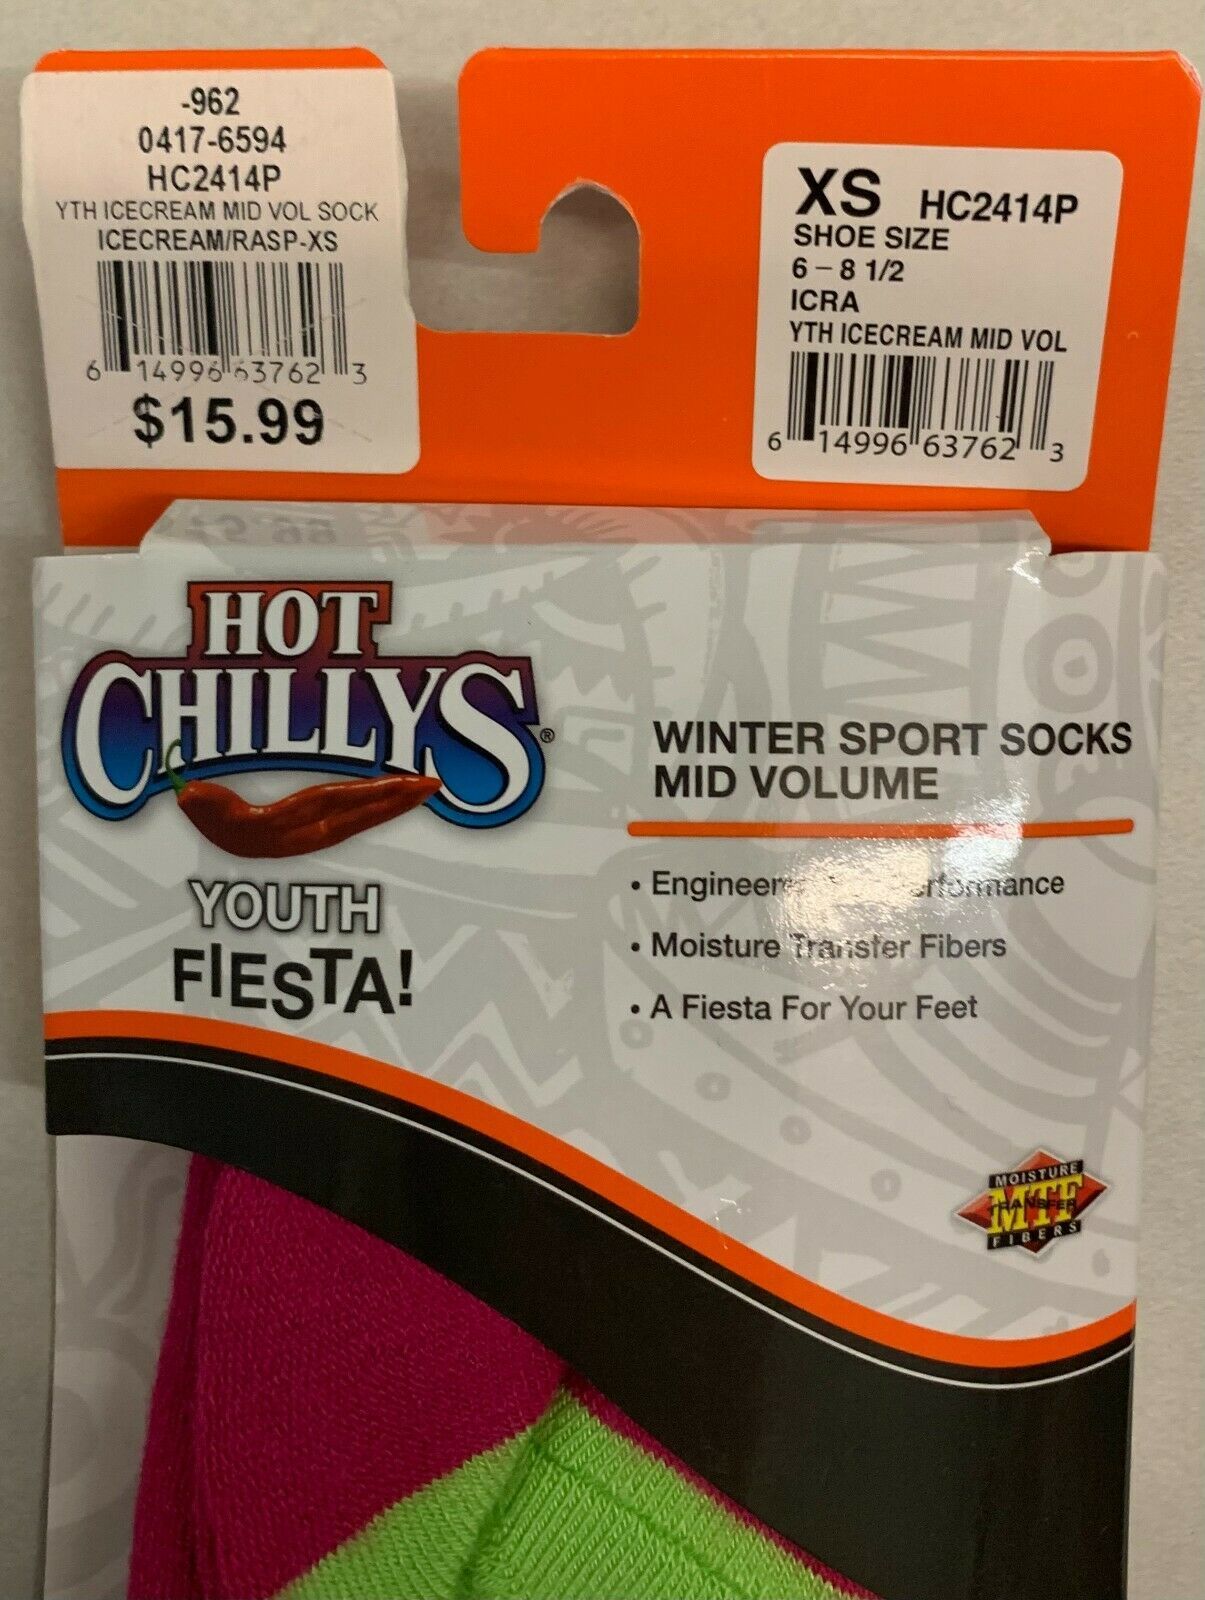 -962
0417-6594
HC2414P
YTH ICECREAM MID VOL SOCK
ICECREAM/RASP-XS
6 14996 63762 3
$15.99
XS HC2414P
SHOE SIZE
6 – 8 1/2
ICRA
YTH ICECREAM MID VOL
6 14996 63762 3
HOT
CHILLYS®
YOUTH
FIESTA!
WINTER SPORT SOCKS
MID VOLUME
• Performance
• Moisture Transfer Fibers
• A Fiesta For Your Feet
MOISTURE
MTF
TRANSFER
FIBERS